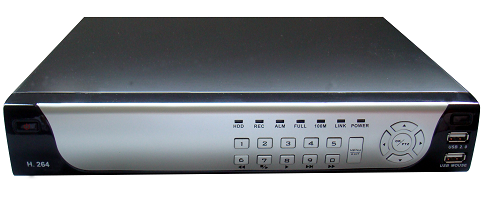 HDD REC ALM FULL 100M LINK POWER
1 2 3 4 5
6 7 8 9 0
H. 264
USB 2.0
USB MOUSE